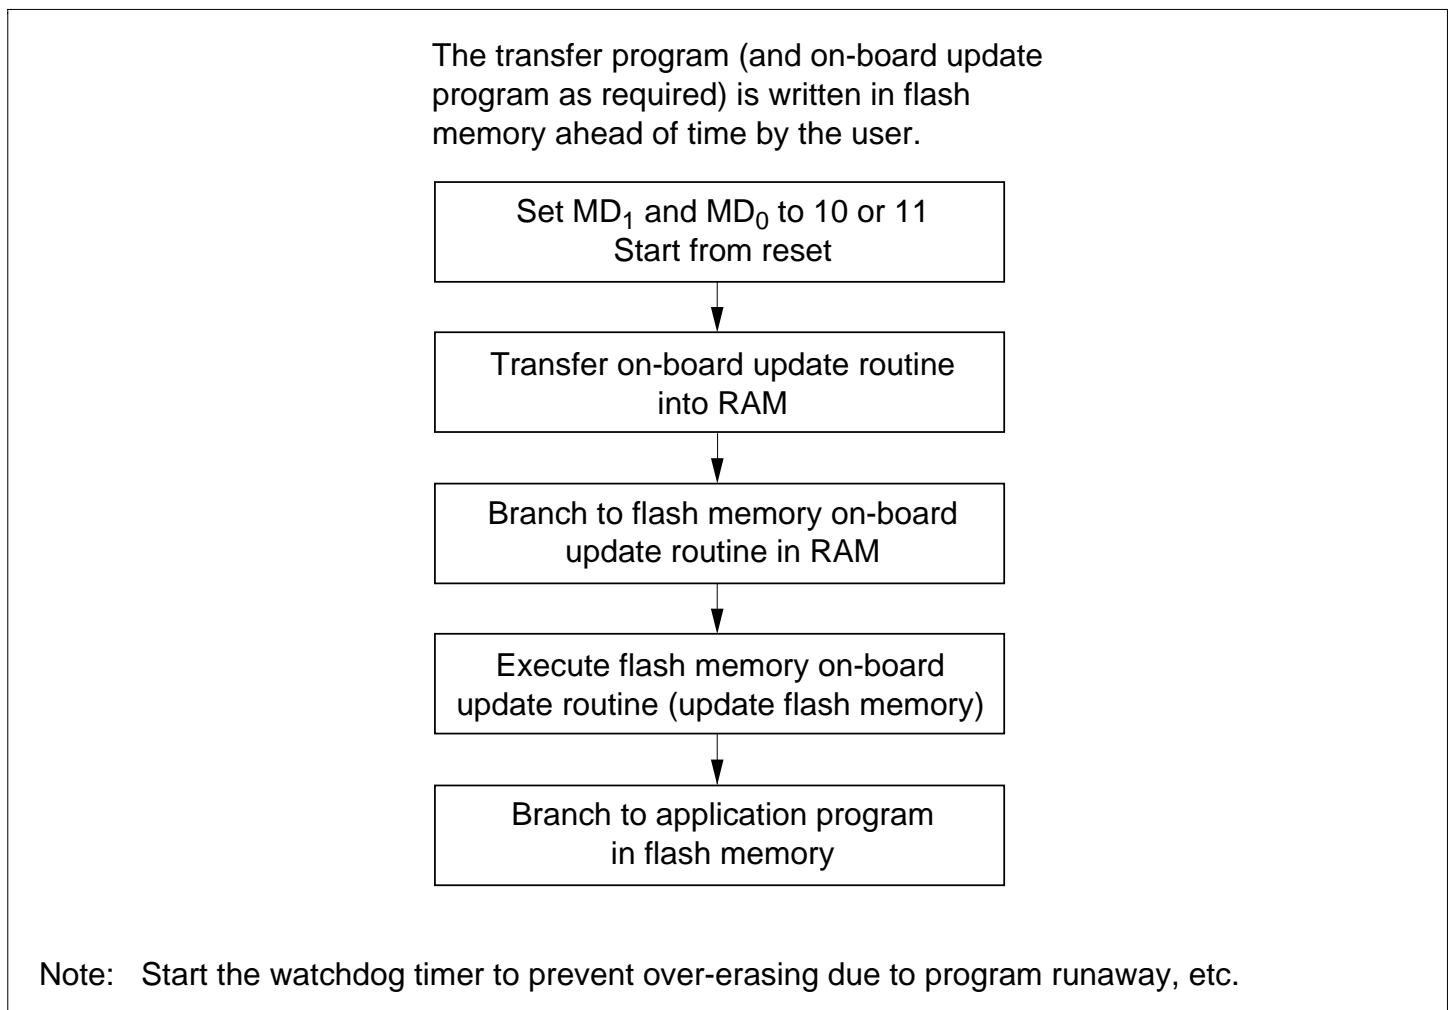 The transfer program (and on-board update
program as required) is written in flash
memory ahead of time by the user.
Set MD₁ and MD₀ to 10 or 11
Start from reset
Transfer on-board update routine
into RAM
Branch to flash memory on-board
update routine in RAM
Execute flash memory on-board
update routine (update flash memory)
Branch to application program
in flash memory
Note: Start the watchdog timer to prevent over-erasing due to program runaway, etc.